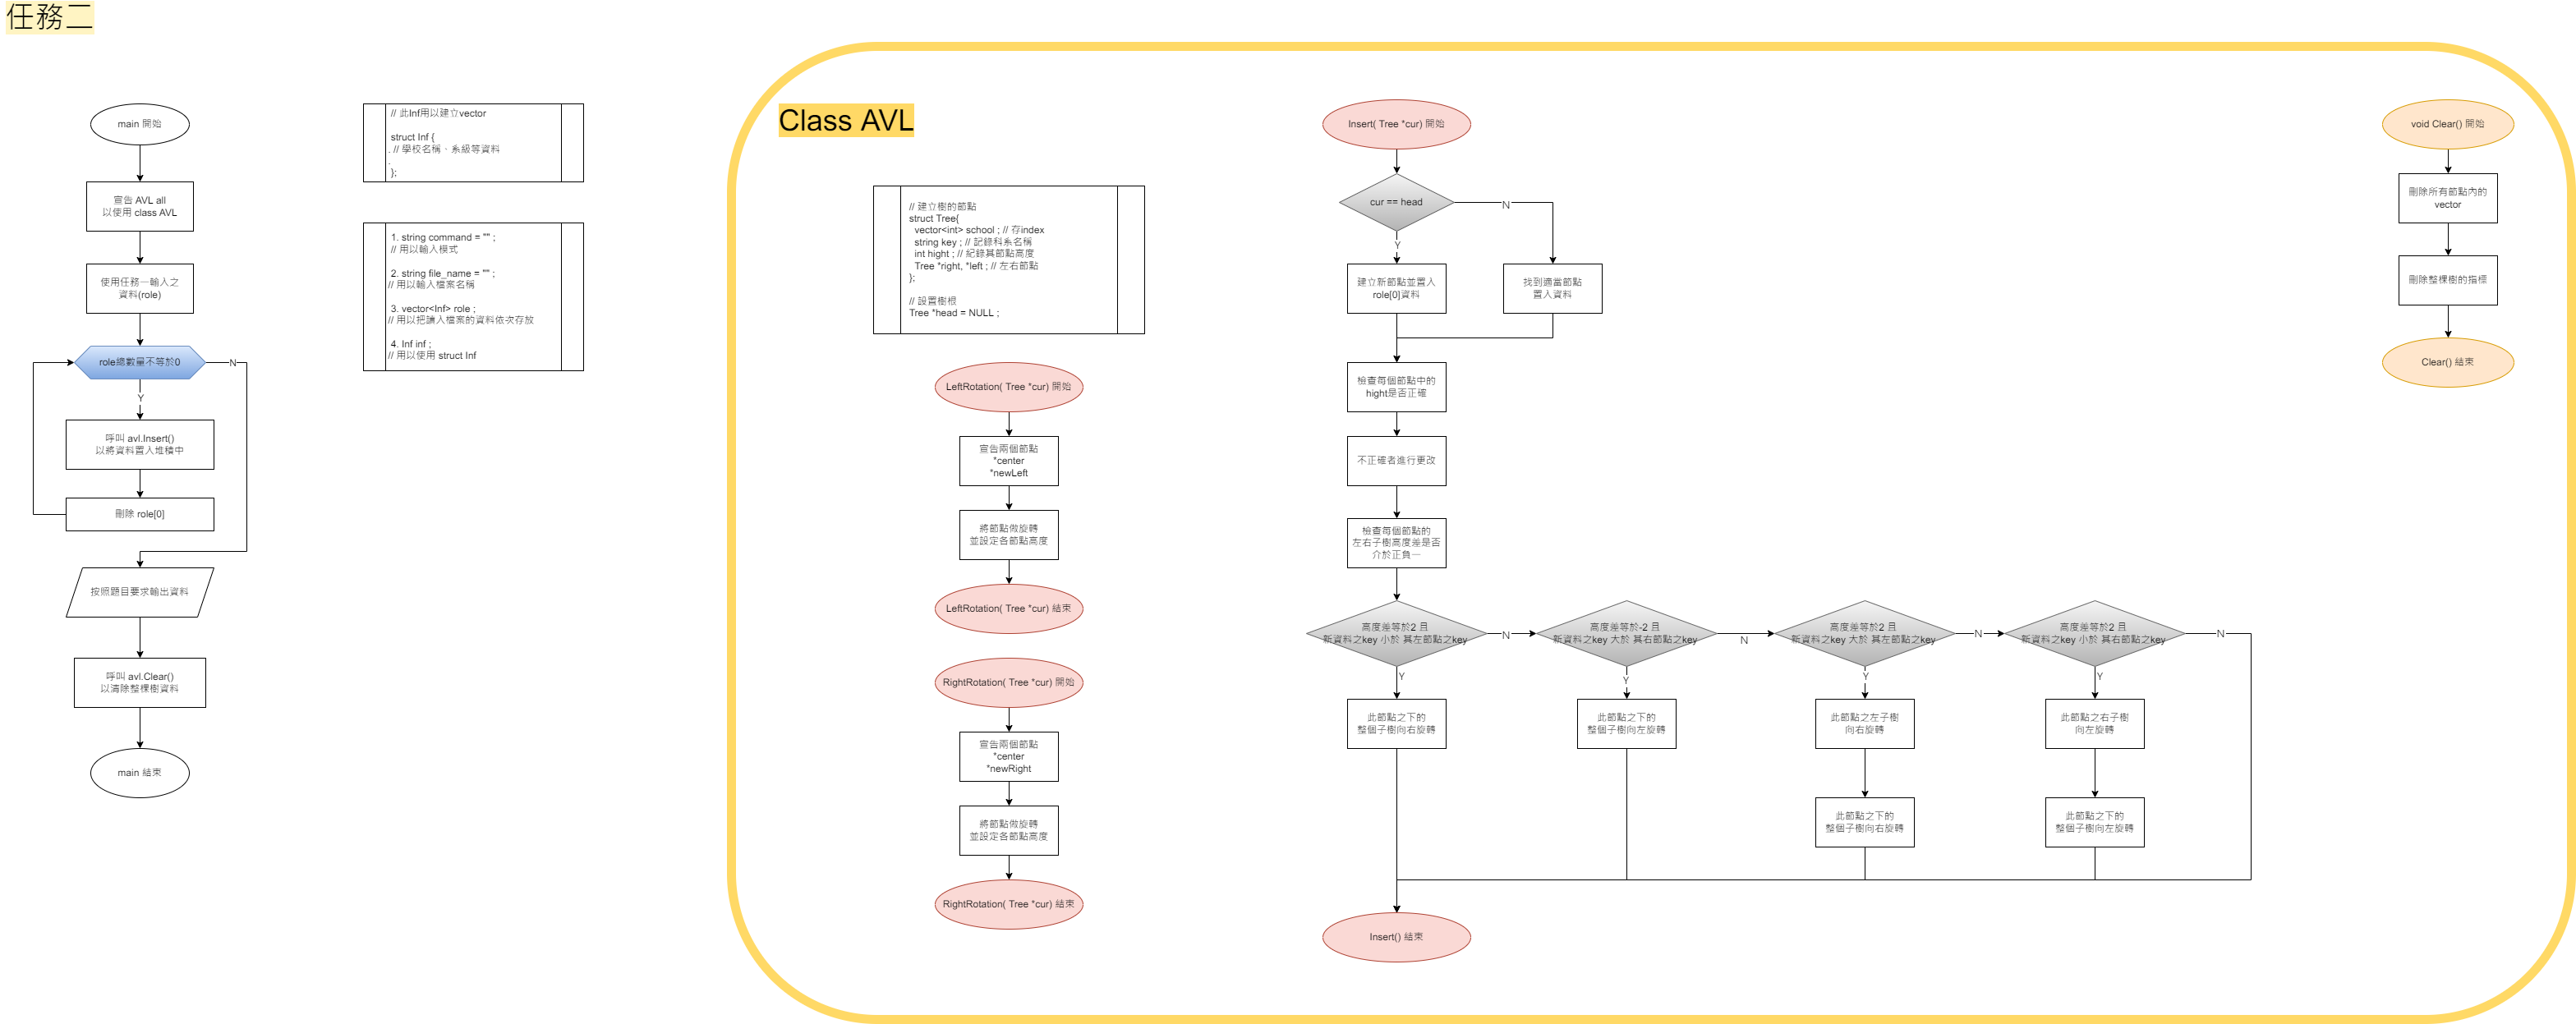 任務二
main 開始
宣告 AVL all
以使用 class AVL
使用任務一輸入之
資料(role)
role總數量不等於0
N
Y
呼叫 avl.Insert()
以將資料置入堆積中
刪除 role[0]
按照題目要求輸出資料
呼叫 avl.Clear()
以清除整棵樹資料
main 結束
// 此Inf用以建立vector
struct Inf {
. // 學校名稱、系級等資料
.
};
1. string command = "" ;
// 用以輸入模式
2. string file_name = "" ;
// 用以輸入檔案名稱
3. vector<Inf> role ;
// 用以把讀入檔案的資料依次存放
4. Inf inf ;
// 用以使用 struct Inf
Class AVL
// 建立樹的節點
struct Tree{
vector<int> school ; // 存index
string key ; // 記錄科系名稱
int hight ; // 紀錄其節點高度
Tree *right, *left ; // 左右節點
};
// 設置樹根
Tree *head = NULL ;
LeftRotation( Tree *cur) 開始
宣告兩個節點
*center
*newLeft
將節點做旋轉
並設定各節點高度
LeftRotation( Tree *cur) 結束
RightRotation( Tree *cur) 開始
宣告兩個節點
*center
*newRight
將節點做旋轉
並設定各節點高度
RightRotation( Tree *cur) 結束
Insert( Tree *cur) 開始
cur == head
N
Y
建立新節點並置入
role[0]資料
找到適當節點
置入資料
檢查每個節點中的
hight是否正確
不正確者進行更改
檢查每個節點的
左右子樹高度差是否
介於正負一
高度差等於2 且
新資料之key 小於 其左節點之key
N
高度差等於-2 且
新資料之key 大於 其右節點之key
N
高度差等於2 且
新資料之key 大於 其左節點之key
N
高度差等於2 且
新資料之key 小於 其右節點之key
N
Y
Y
Y
Y
此節點之下的
整個子樹向右旋轉
此節點之下的
整個子樹向左旋轉
此節點之左子樹
向右旋轉
此節點之右子樹
向左旋轉
此節點之下的
整個子樹向右旋轉
此節點之下的
整個子樹向左旋轉
Insert() 結束
void Clear() 開始
刪除所有節點內的
vector
刪除整棵樹的指標
Clear() 結束